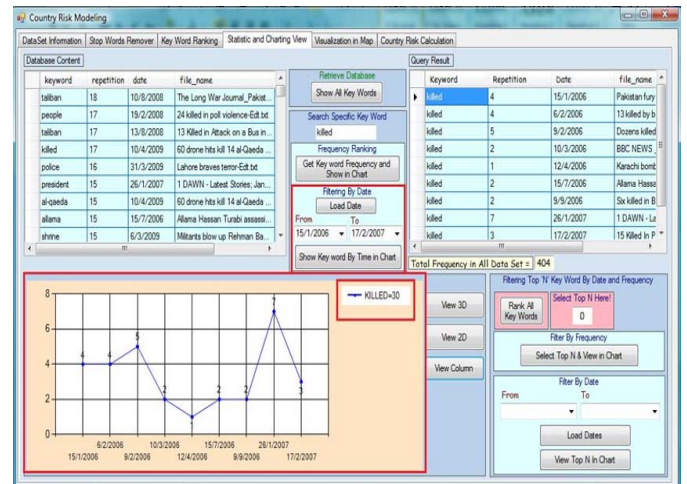 Country Risk Modeling
DataSet Information Stop Words Remover Key Word Ranking Statistic and Charting View Visualization in Map Country Risk Calculation
Database Content
keyword repetition date file_name
taliban 18 10/8/2008 The Long War Journal_Pakist...
people 17 19/2/2008 24 killed in poll violence-Edt.txt
taliban 17 13/8/2008 13 Killed in Attack on a Bus in...
killed 17 10/4/2009 60 drone hits kill 14 al-Qaeda ...
police 16 31/3/2009 Lahore braves terror-Edt.txt
president 15 26/1/2007 1 DAWN - Latest Stories; Jan...
al-qaeda 15 10/4/2009 60 drone hits kill 14 al-Qaeda ...
allama 15 15/7/2006 Allama Hassan Turabi assassi...
shrine 15 6/3/2009 Militants blow up Rehman Ba...
Retrieve Database
Show All Key Words
Search Specific Key Word
killed
Frequency Ranking
Get Key word Frequency and
Show in Chart
Filtering By Date
Load Date
From To
15/1/2006 17/2/2007
Show Key word By Time in Chart
Query Result
Keyword Repetition Date file_name
killed 4 15/1/2006 Pakistan fury
killed 4 6/2/2006 13 killed by b
killed 5 9/2/2006 Dozens killed
killed 2 10/3/2006 BBC NEWS _
killed 1 12/4/2006 Karachi bomb
killed 2 15/7/2006 Allama Hassa
killed 2 9/9/2006 Six killed in B
killed 7 26/1/2007 1 DAWN - La
killed 3 17/2/2007 15 Killed In P
Total Frequency in All Data Set = 404
KILLED=30
8
6
4
2
0
4 4 5 2 1 2 2 7 3
6/2/2006 10/3/2006 15/7/2006 26/1/2007
15/1/2006 9/2/2006 12/4/2006 9/9/2006 17/2/2007
View 3D
View 2D
View Column
Filtering Top 'N' Key Word By Date and Frequency
Rank All
Key Words
Select Top N Here!
0
Filter By Frequency
Select Top N & View in Chart
Filter By Date
From To
Load Dates
View Top N In Chart